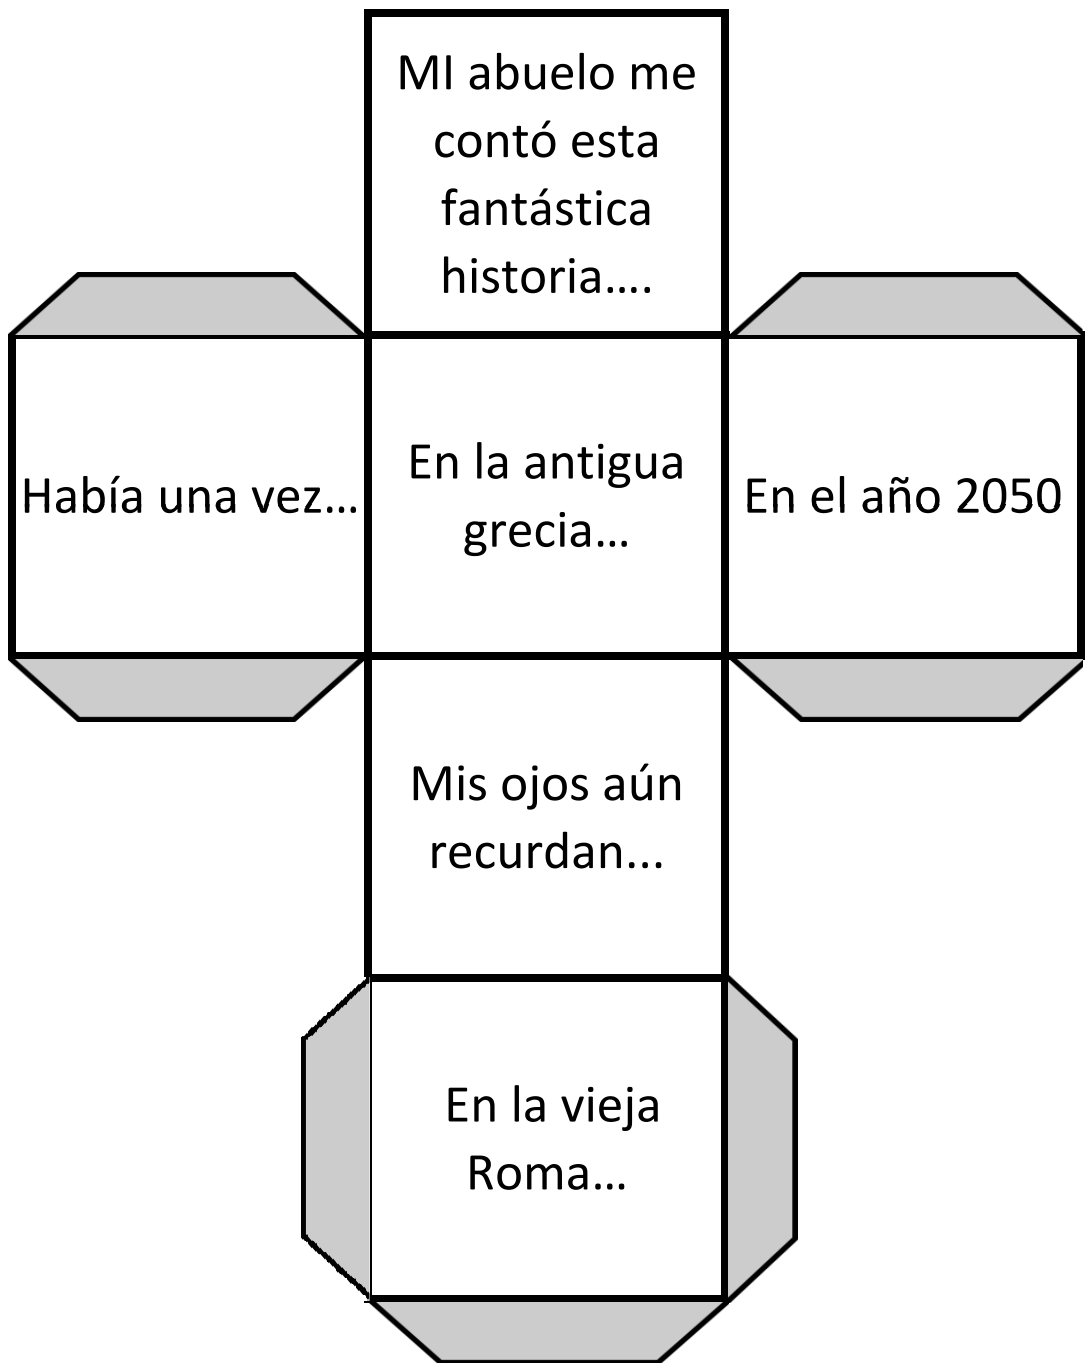 MI abuelo me
contó esta
fantástica
historia....
Había una vez...
En la antigua
grecia...
En el año 2050
Mis ojos aún
recurdan...
En la vieja
Roma...